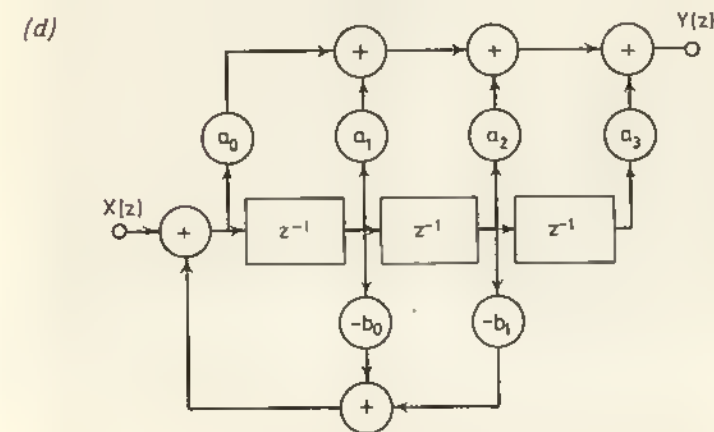 (d)
Y(z)
+ + +
a₀ a₁ a₂ a₃
X(z)
+ z⁻¹ z⁻¹ z⁻¹
-b₀ -b₁
+